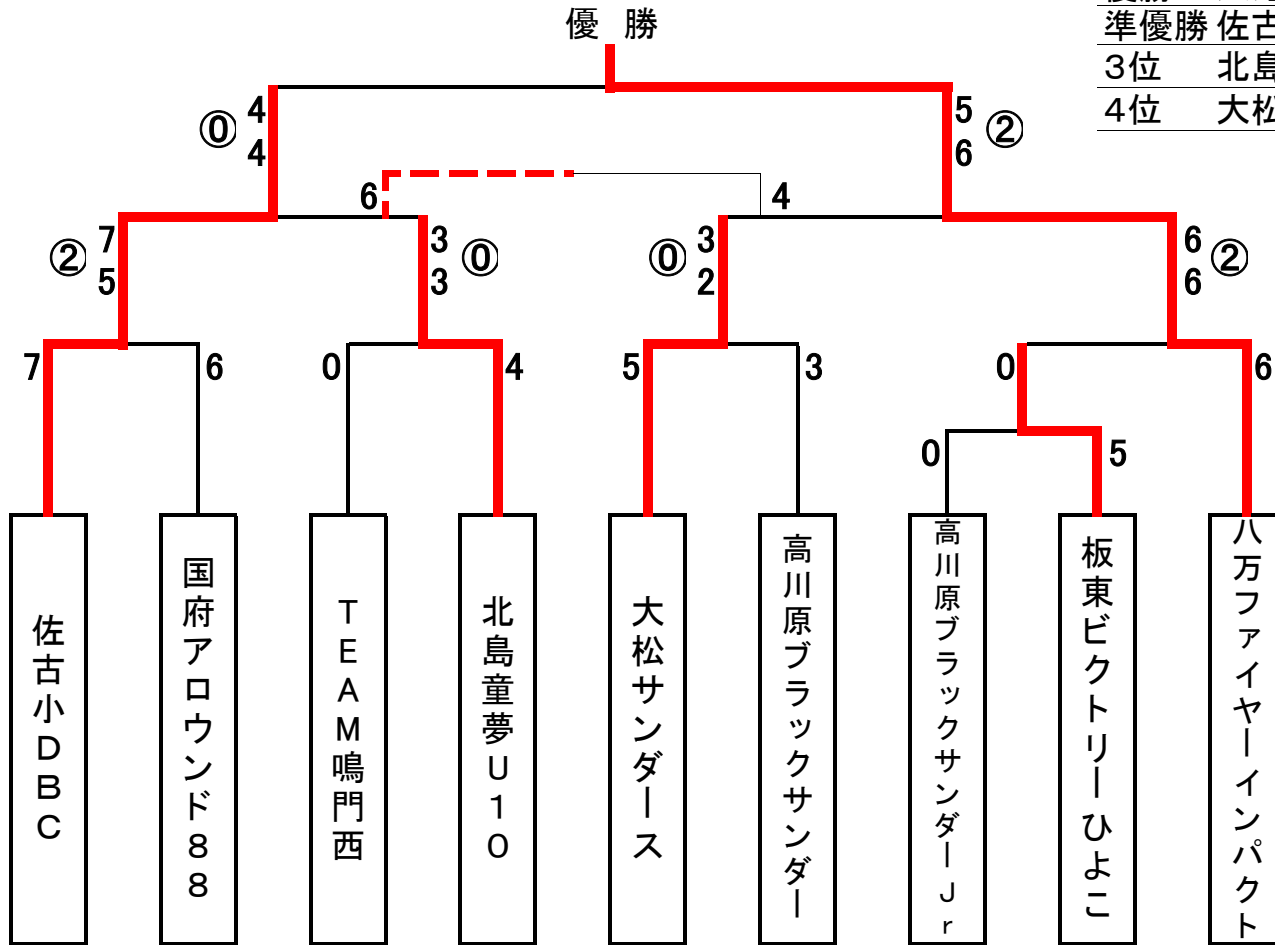 優 勝
準優勝 佐古
3位 北島
4位 大松
4
⓪
4
5
②
6
6
4
7
②
5
3
⓪
3
3
⓪
2
6
②
6
7
6
0
4
5
3
0
6
0
5
佐古小DBC
国府アロウンド88
TEAM鳴門西
北島童夢U10
大松サンダース
高川原ブラックサンダー
高川原ブラックサンダーJr
板東ビクトリーひよこ
八万ファイヤーインパクト